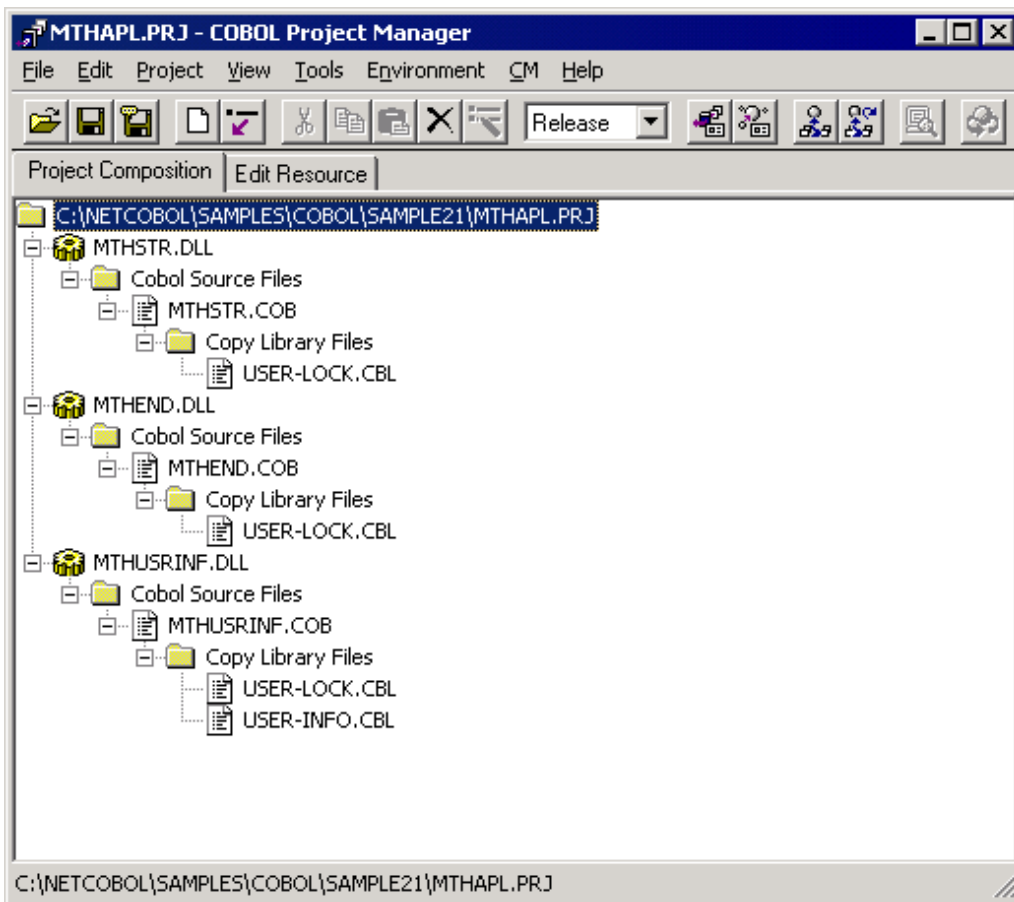 MTHAPL.PRJ - COBOL Project Manager
File Edit Project View Tools Environment CM Help
Release
Project Composition Edit Resource
C:\NETCOBOL\SAMPLES\COBOL\SAMPLE21\MTHAPL.PRJ
MTHSTR.DLL
Cobol Source Files
MTHSTR.COB
Copy Library Files
USER-LOCK.CBL
MTHEND.DLL
Cobol Source Files
MTHEND.COB
Copy Library Files
USER-LOCK.CBL
MTHUSRINF.DLL
Cobol Source Files
MTHUSRINF.COB
Copy Library Files
USER-LOCK.CBL
USER-INFO.CBL
C:\NETCOBOL\SAMPLES\COBOL\SAMPLE21\MTHAPL.PRJ